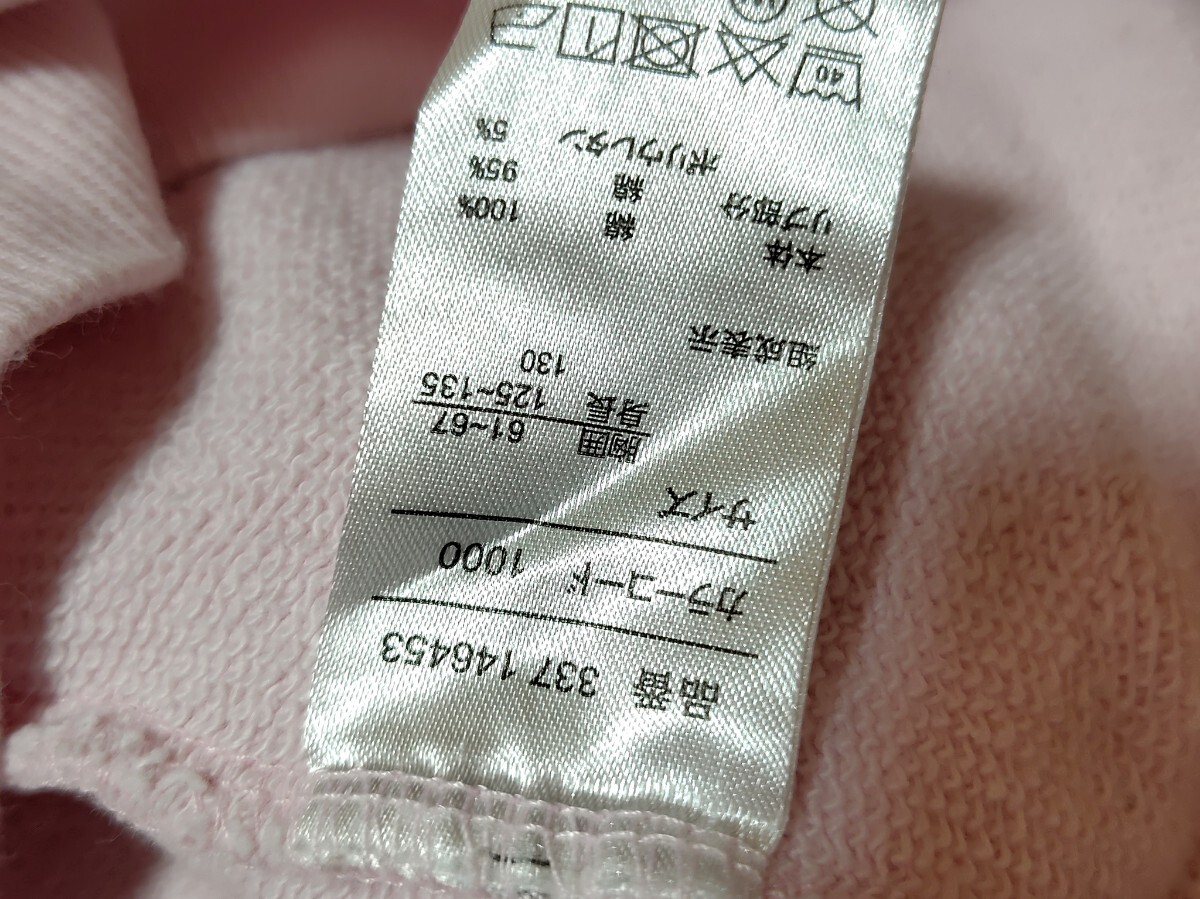 品番 337 146453
カラーコード 1000
サイズ
胸囲 61~67
身長 125~135
130
組成表示
本体 綿 100%
リブ部分 綿 95%
ポリウレタン 5%
40